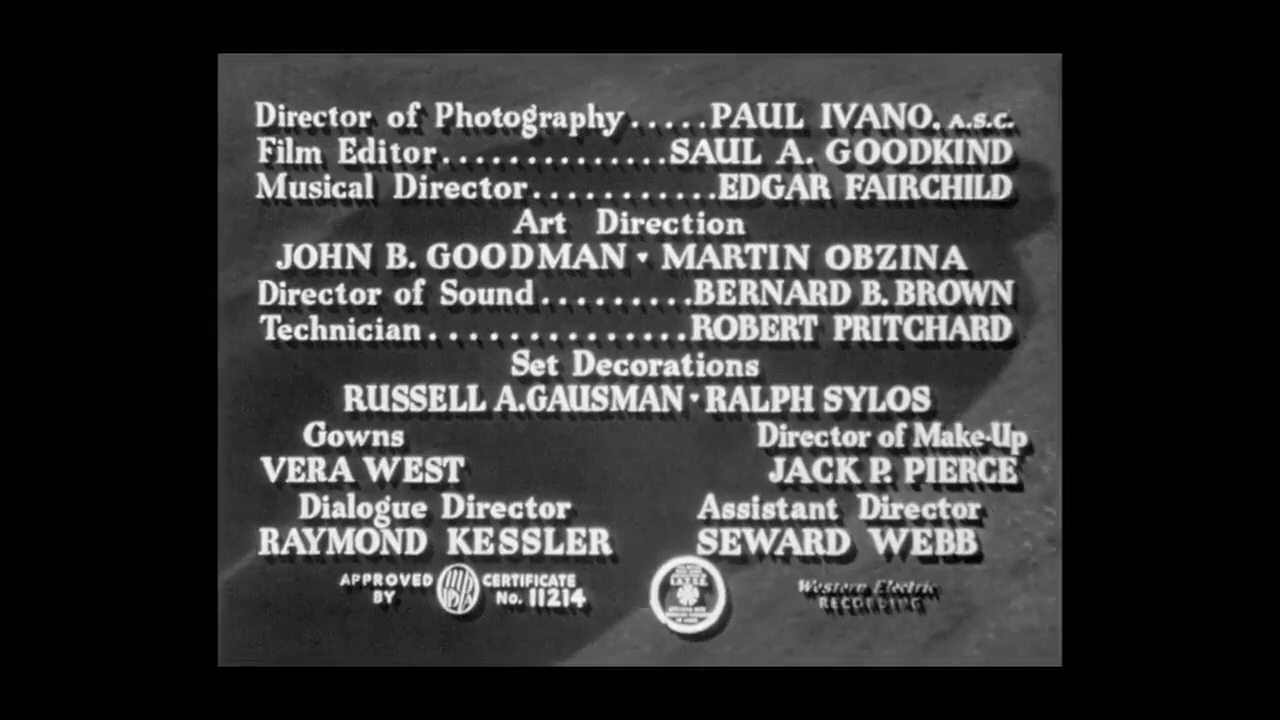 Director of Photography.....PAUL IVANO, A.S.C.
Film Editor..............SAUL A. GOODKIND
Musical Director...........EDGAR FAIRCHILD
Art Direction
JOHN B. GOODMAN • MARTIN OBZINA
Director of Sound.........BERNARD B. BROWN
Technician...............ROBERT PRITCHARD
Set Decorations
RUSSELL A. GAUSMAN • RALPH SYLOS
Gowns
VERA WEST
Director of Make-Up
JACK P. PIERCE
Dialogue Director
RAYMOND KESSLER
Assistant Director
SEWARD WEBB
APPROVED BY
CERTIFICATE No. 11214
Western Electric
RECORDING